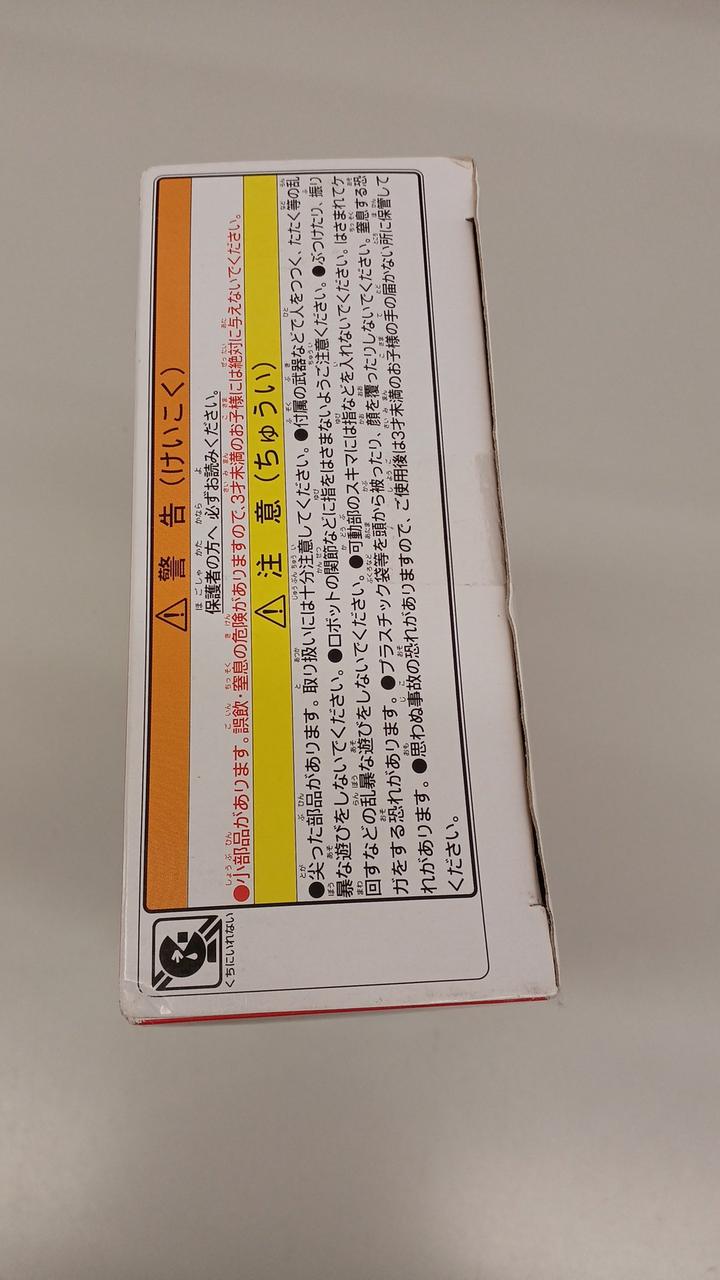 警 告 (けいこく)
保護者の方へ 必ずお読みください。
●小部品があります。誤飲・窒息の危険がありますので、3才未満のお子様には絶対に与えないでください。
注 意 (ちゅうい)
●尖った部品があります。取り扱いには十分注意してください。●付属の武器などで人をつつく、たたく等の乱
暴な遊びをしないでください。●ロボットの関節などに指をはさまないようご注意ください。●ぶつけたり、振り
回すなどの乱暴な遊びをしないでください。●可動部のスキマには指などを入れないでください。はさまれてケ
ガをする恐れがあります。●プラスチック袋等を頭から被ったり、顔を覆ったりしないでください。窒息する恐
れがあります。●思わぬ事故の恐れがありますので、ご使用後は3才未満のお子様の手の届かない所に保管して
ください。
くちにいれない